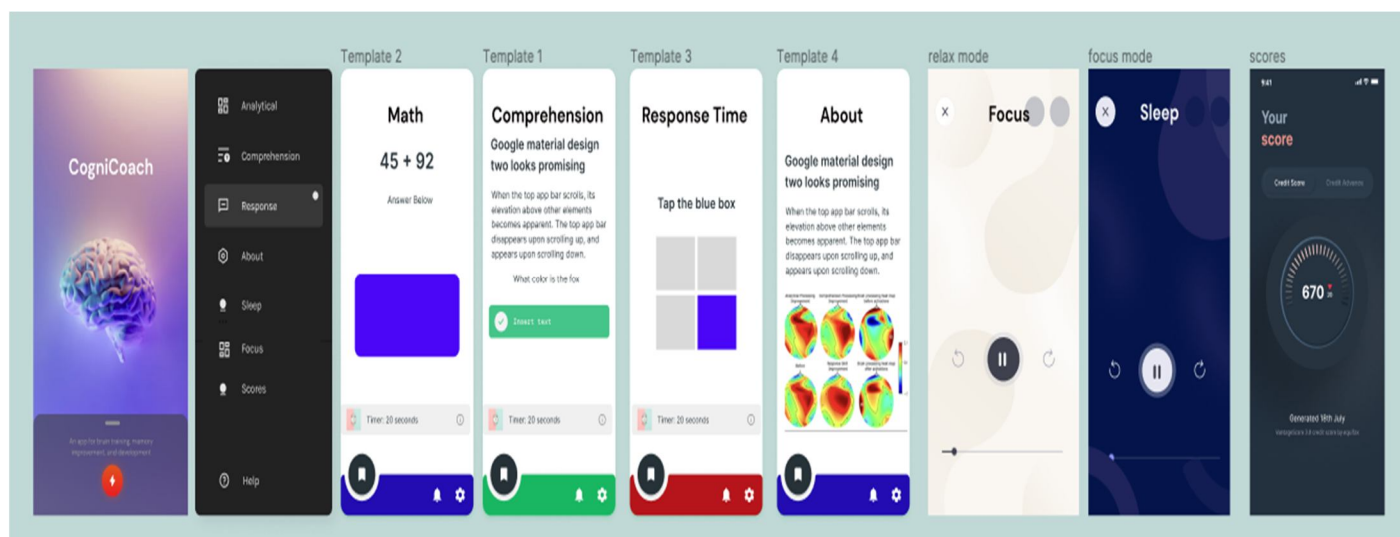 Template 2
Template 1
Template 3
Template 4
relax mode
focus mode
scores
CogniCoach
An app for brain training, memory
improvement, and development
Analytical
Comprehension
Response
About
Sleep
Focus
Scores
Help
Math
45 + 92
Answer Below
Timer: 20 seconds
Comprehension
Google material design
two looks promising
When the top app bar scrolls, its
elevation above other elements
becomes apparent. The top app bar
disappears upon scrolling up, and
appears upon scrolling down.
What color is the fox
Insert text
Timer: 20 seconds
Response Time
Tap the blue box
Timer: 20 seconds
About
Google material design
two looks promising
When the top app bar scrolls, its
elevation above other elements
becomes apparent. The top app bar
disappears upon scrolling up, and
appears upon scrolling down.
Focus
Sleep
9:41
Your
score
Credit Score
Credit Advance
670
Generated 18th July